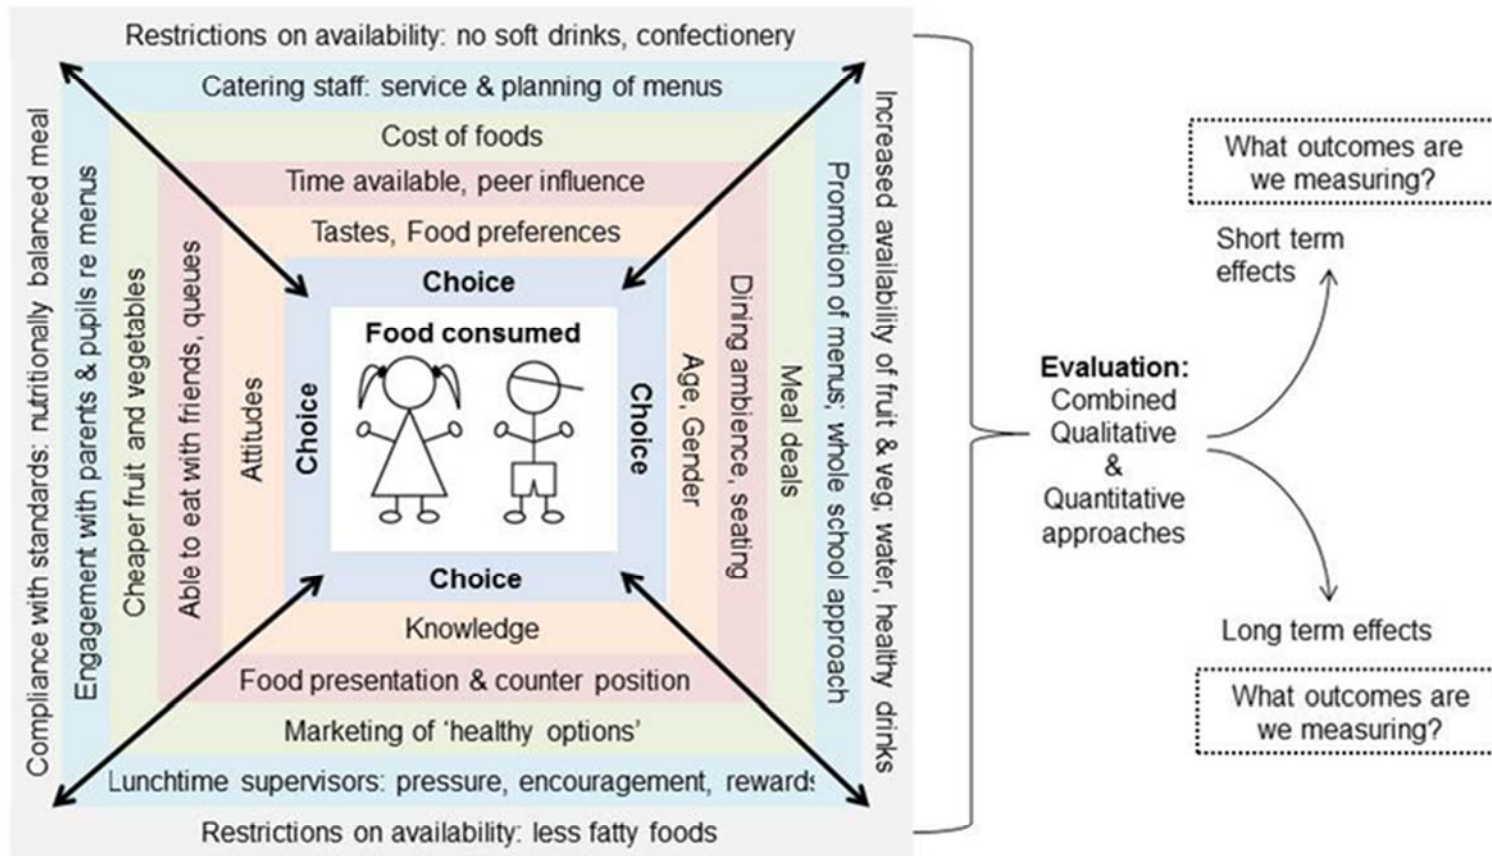 Restrictions on availability: no soft drinks, confectionery
Catering staff: service & planning of menus
Cost of foods
Time available, peer influence
Tastes, Food preferences
Choice
Food consumed
Compliance with standards: nutritionally balanced meal
Engagement with parents & pupils re menus
Cheaper fruit and vegetables
Able to eat with friends, queues
Attitudes
Choice
Choice
Age, Gender
Dining ambience, seating
Meal deals
Promotion of menus; whole school approach
Increased availability of fruit & veg; water, healthy drinks
Choice
Knowledge
Food presentation & counter position
Marketing of ‘healthy options’
Lunchtime supervisors: pressure, encouragement, rewards
Restrictions on availability: less fatty foods
Evaluation:
Combined
Qualitative
&
Quantitative
approaches
What outcomes are
we measuring?
Short term
effects
Long term effects
What outcomes are
we measuring?